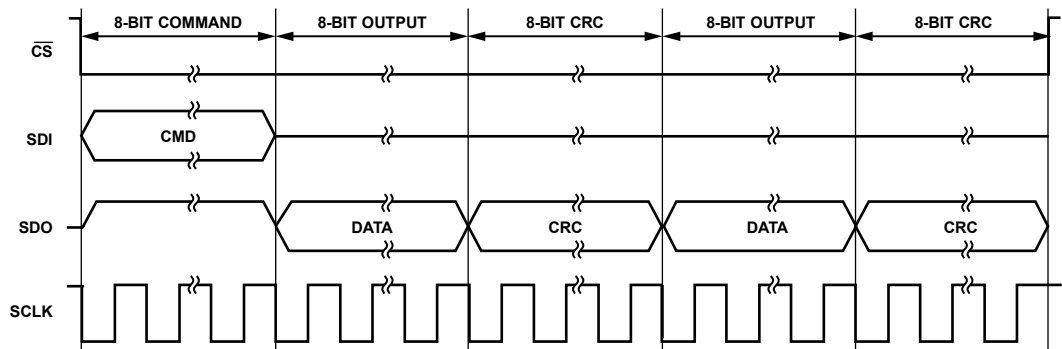 8-BIT COMMAND 8-BIT OUTPUT 8-BIT CRC 8-BIT OUTPUT 8-BIT CRC
CS
SDI CMD
SDO DATA CRC DATA CRC
SCLK